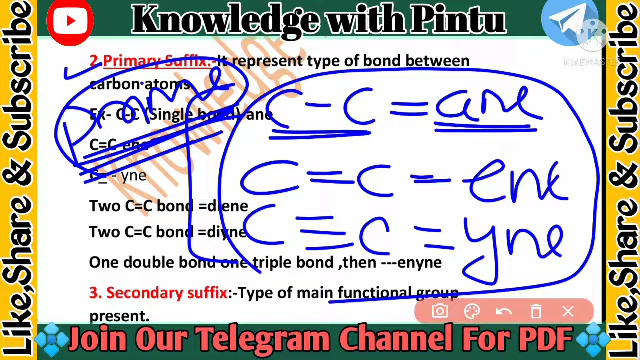 Knowledge with Pintu
Like,Share & Subscribe
Like,Share & Subscribe
KINEMASTER
2.Primary Suffix:-It represent type of bond between
carbon atoms
Ex- C-C (Single bond) ane
C=C-ene
- yne
Two C=C bond =diene
Two C=C bond =diyne
One double bond one triple bond ,then ---enyne
3. Secondary suffix:-Type of main functional group
present.
C - C = ane
C = C = ene
C ≡ C = yne
Knowledge
Join Our Telegram Channel For PDF